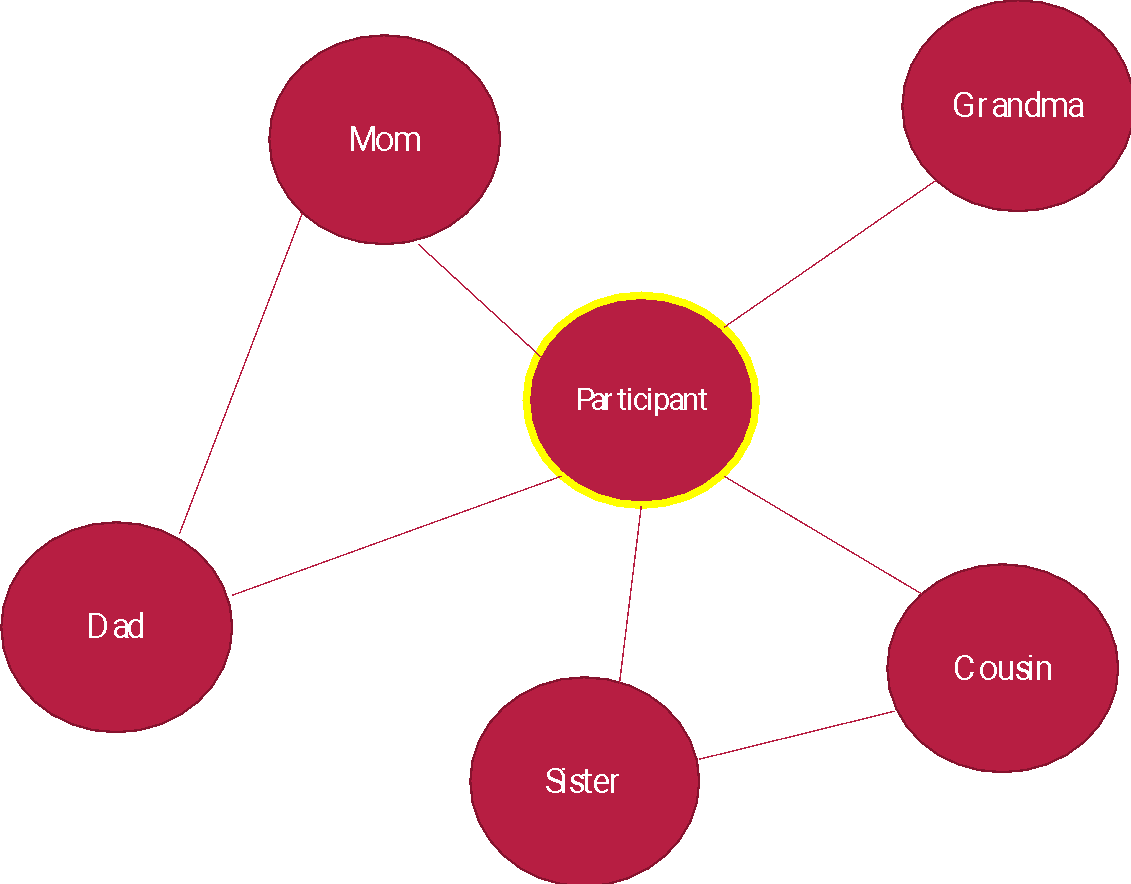 Grandma
Mom
Participant
Dad
Cousin
Sister